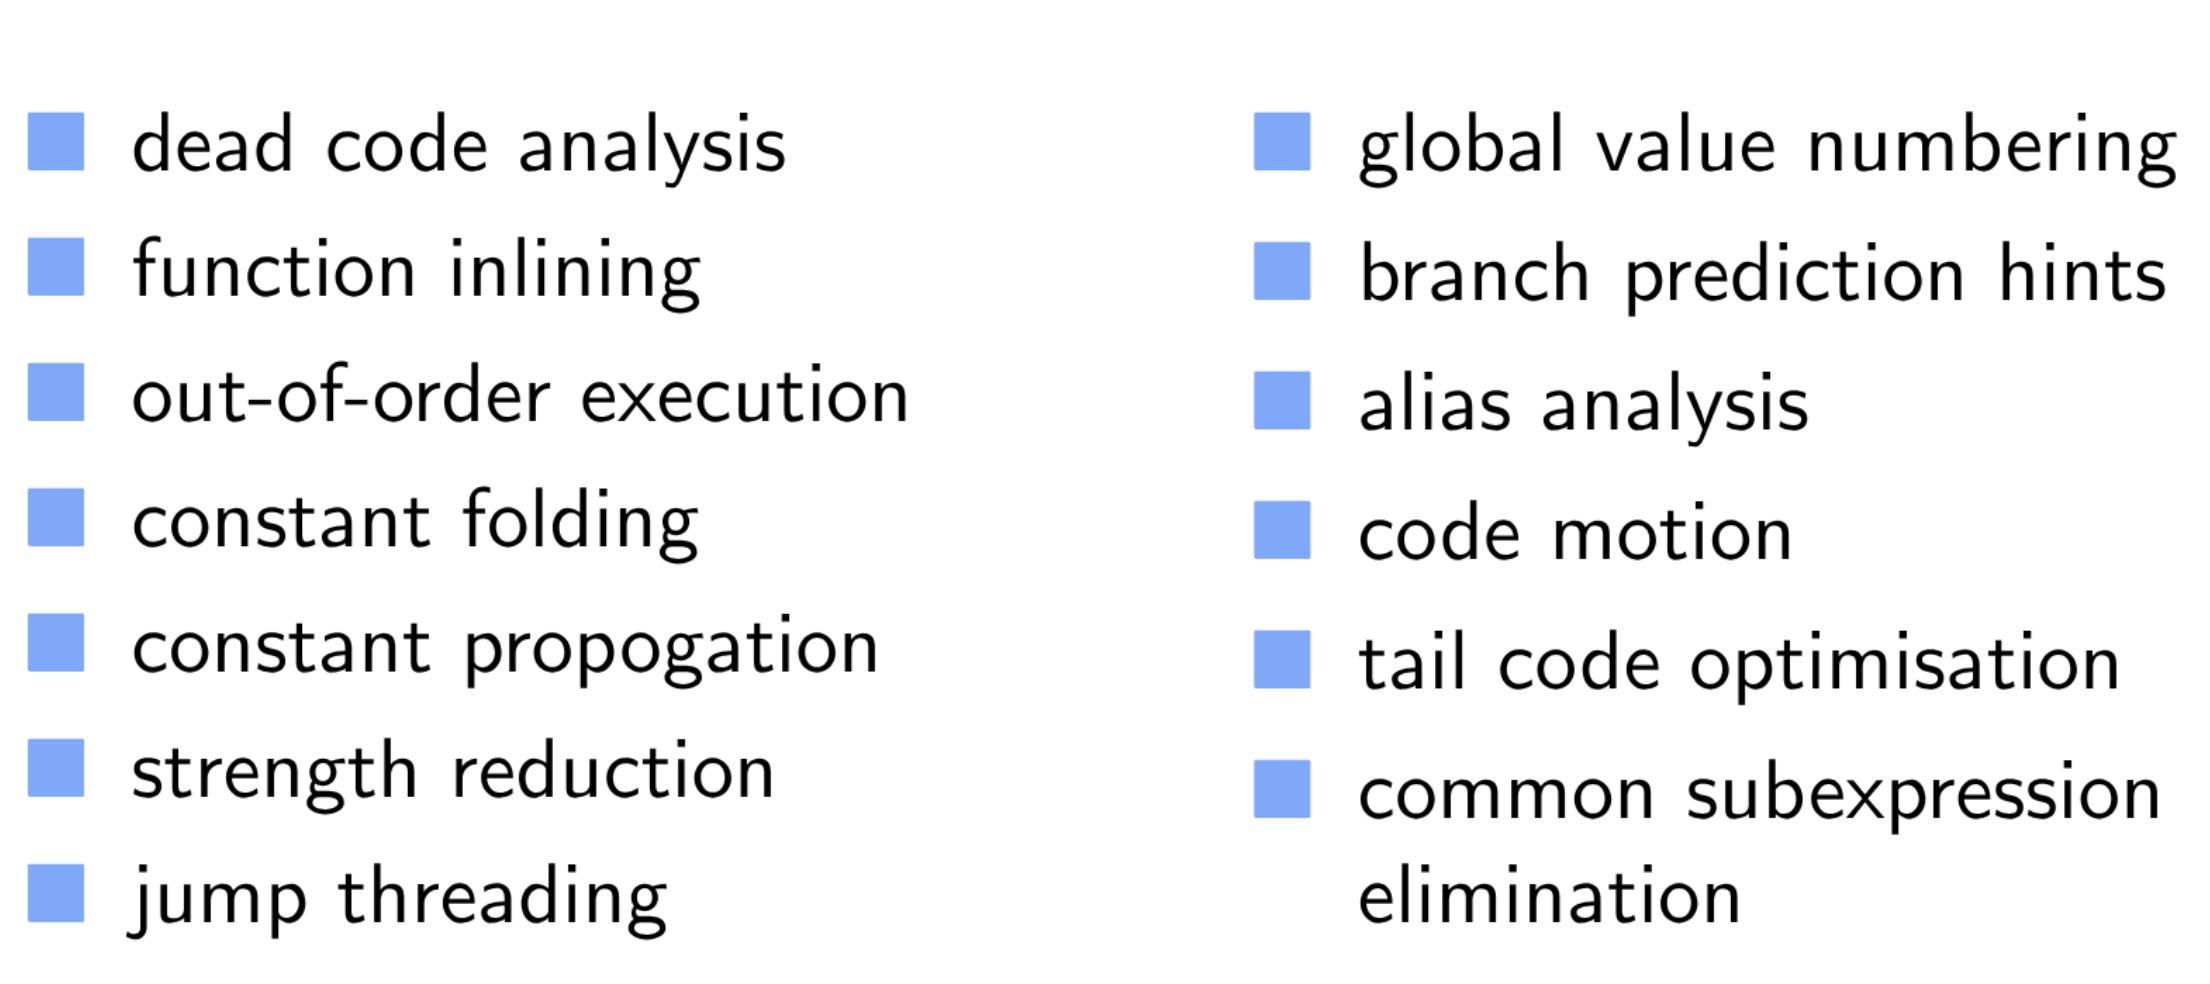 dead code analysis
function inlining
out-of-order execution
constant folding
constant propogation
strength reduction
jump threading
global value numbering
branch prediction hints
alias analysis
code motion
tail code optimisation
common subexpression
elimination